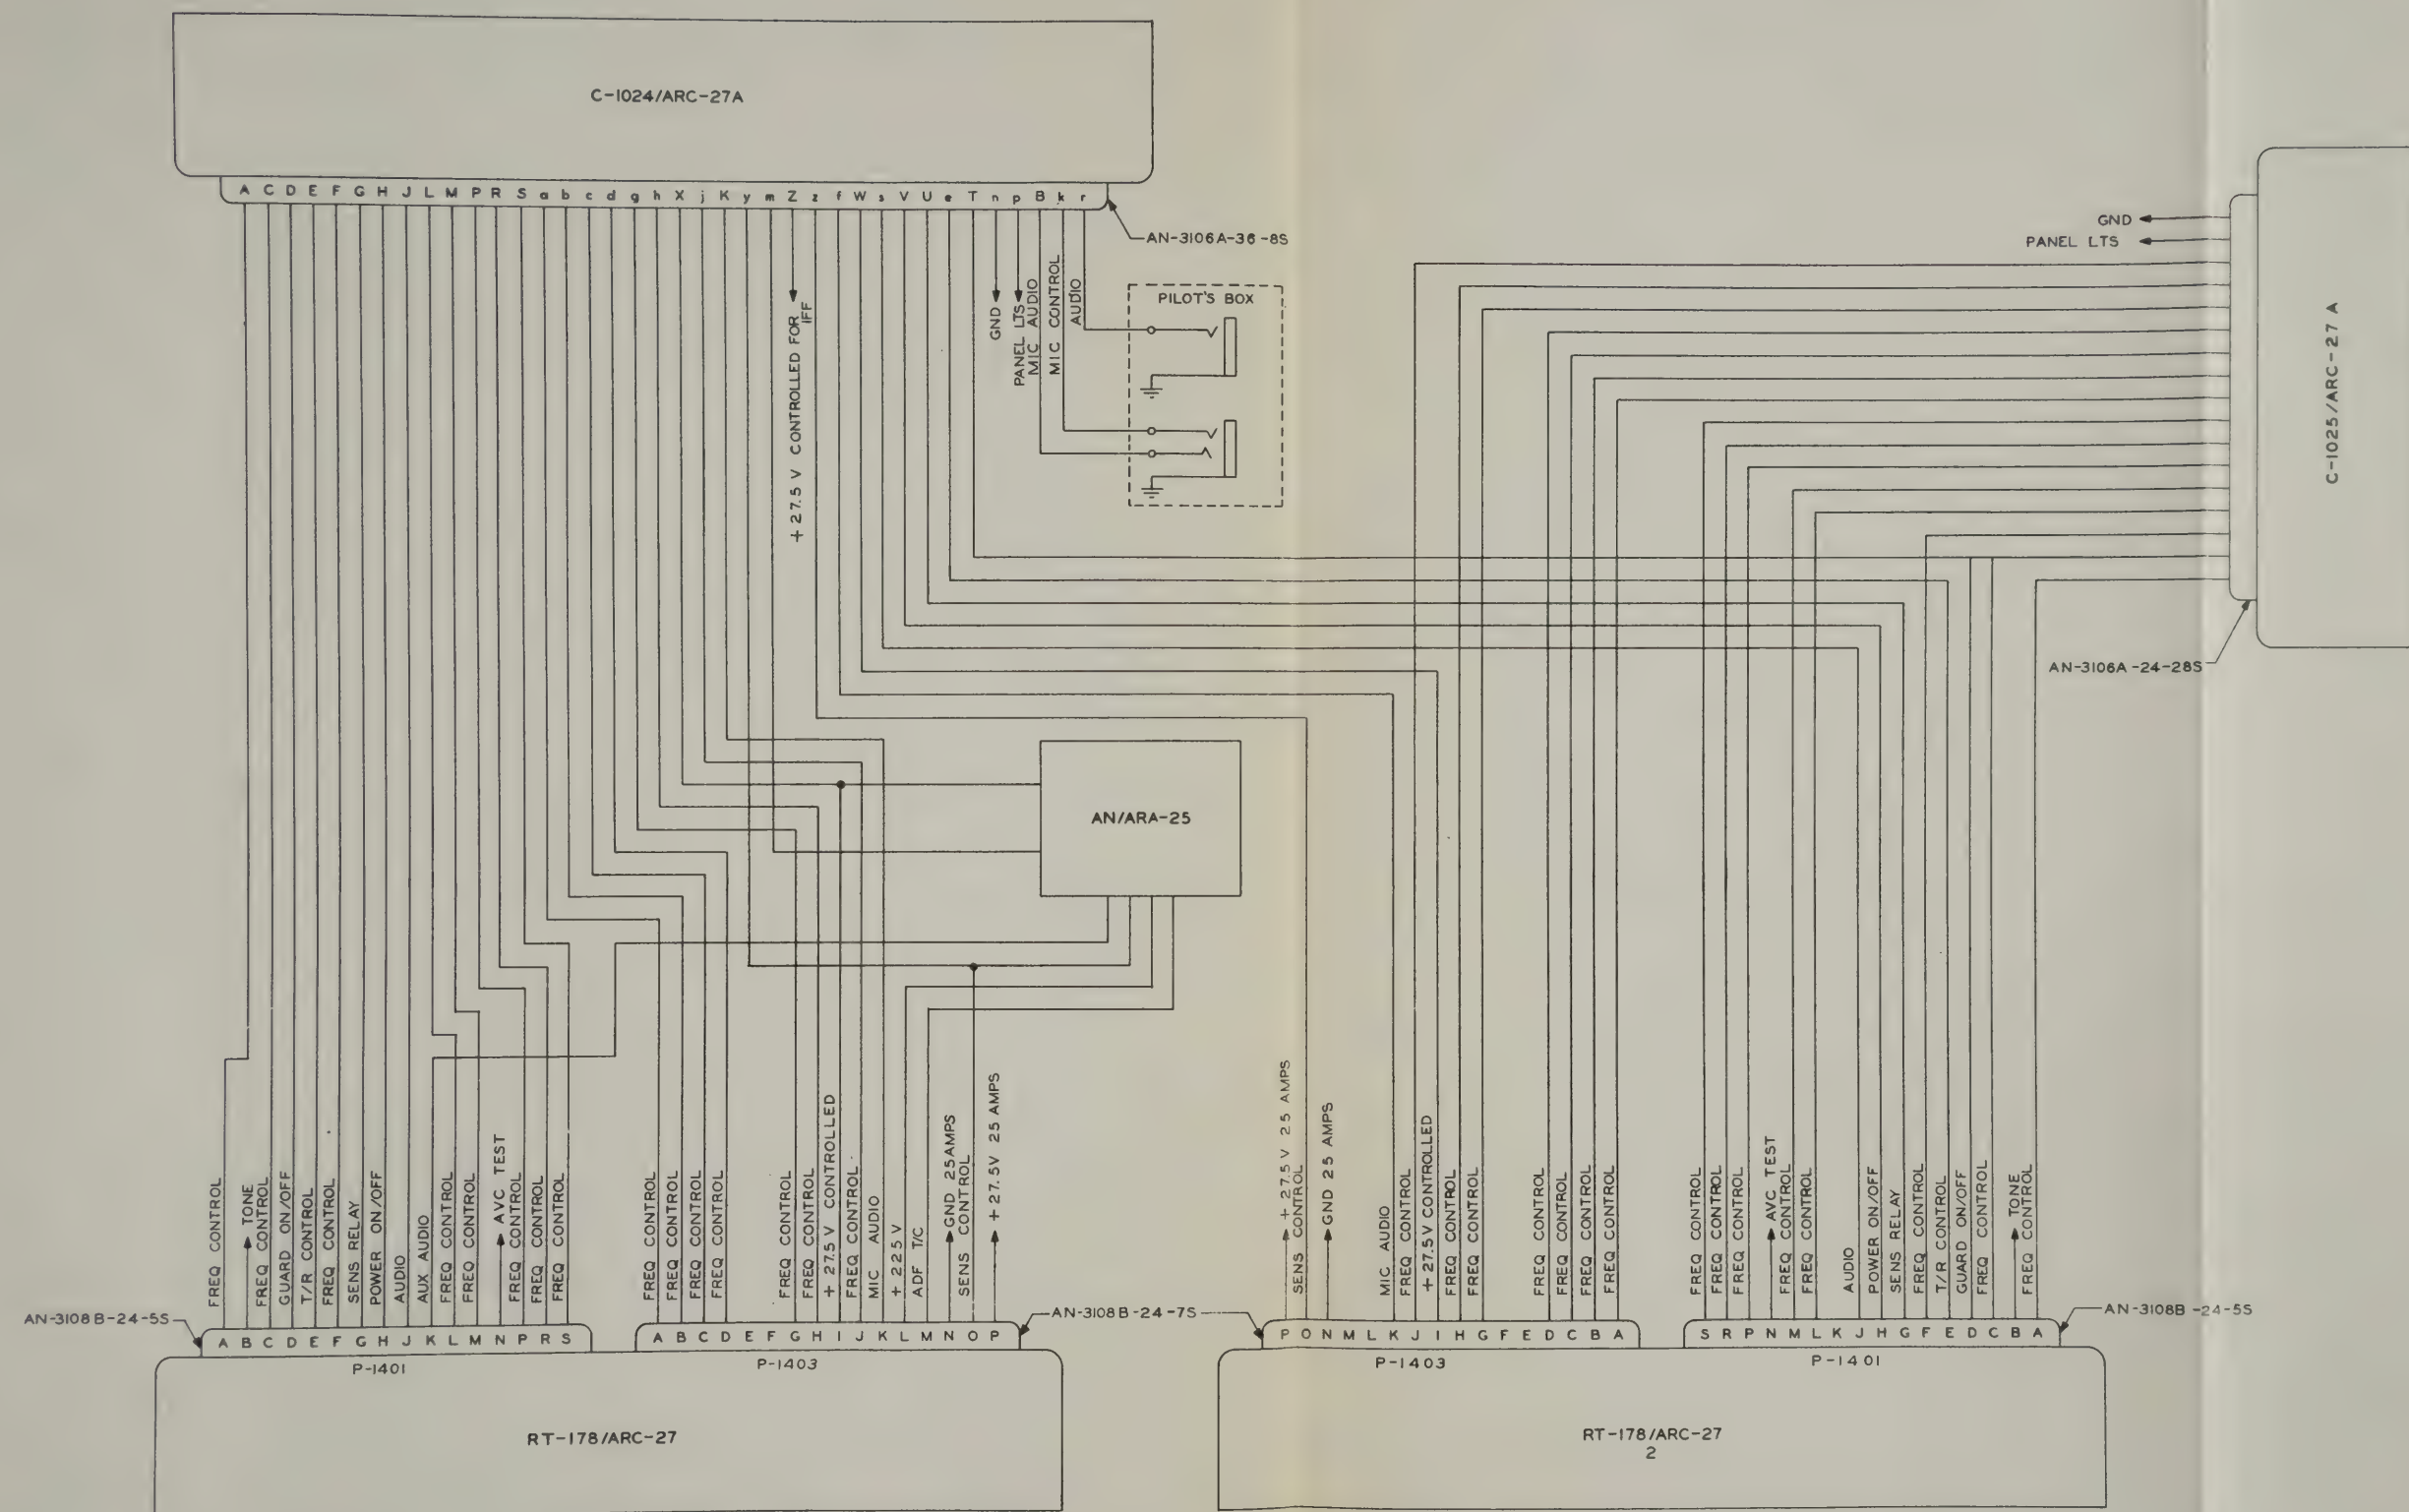 C-1024/ARC-27A
A C D E F G H J L M P R S a b c d g h X j K y m Z z f W s V U e T n p B k r
AN-3106A-36-8S
+27.5 V CONTROLLED FOR
IFF
GND
PANEL LTS
MIC AUDIO
MIC CONTROL
AUDIO
PILOT'S BOX
GND
PANEL LTS
C-1025/ARC-27A
AN-3106A-24-28S
AN/ARA-25
FREQ CONTROL
TONE
FREQ CONTROL
GUARD ON/OFF
T/R CONTROL
FREQ CONTROL
SENS RELAY
POWER ON/OFF
AUDIO
AUX AUDIO
FREQ CONTROL
FREQ CONTROL
AVC TEST
FREQ CONTROL
FREQ CONTROL
FREQ CONTROL
FREQ CONTROL
FREQ CONTROL
FREQ CONTROL
FREQ CONTROL
FREQ CONTROL
FREQ CONTROL
+ 27.5 V CONTROLLED
FREQ CONTROL
MIC AUDIO
+ 225 V
ADF T/C
GND 25AMPS
SENS CONTROL
+ 27.5V 25 AMPS
+ 27.5V 25 AMPS
SENS CONTROL
GND 25 AMPS
MIC AUDIO
FREQ CONTROL
+ 27.5 V CONTROLLED
FREQ CONTROL
FREQ CONTROL
FREQ CONTROL
FREQ CONTROL
FREQ CONTROL
FREQ CONTROL
FREQ CONTROL
FREQ CONTROL
FREQ CONTROL
AVC TEST
FREQ CONTROL
FREQ CONTROL
AUDIO
POWER ON/OFF
SENS RELAY
FREQ CONTROL
T/R CONTROL
GUARD ON/OFF
FREQ CONTROL
TONE
FREQ CONTROL
AN-3108B-24-5S
AN-3108B-24-7S
AN-3108B-24-5S
A B C D E F G H J K L M N P R S
A B C D E F G H I J K L M N O P
P O N M L K J I H G F E D C B A
S R P N M L K J H G F E D C B A
P-1401
P-1403
P-1403
P-1401
RT-178/ARC-27
RT-178/ARC-27
2